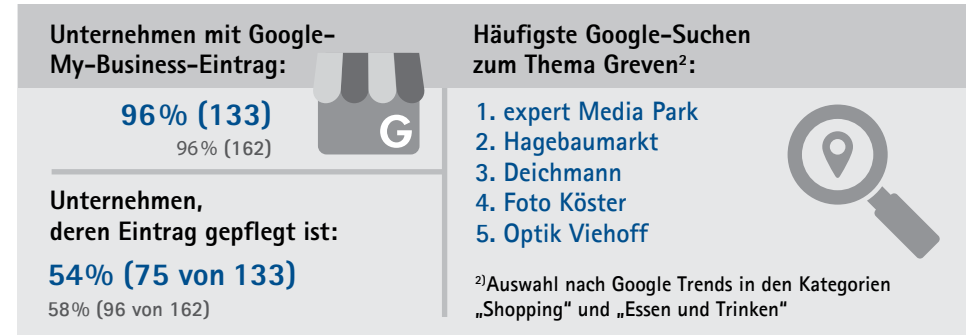 Unternehmen mit Google-
My-Business-Eintrag:
96% (133)
96% (162)
G
Unternehmen,
deren Eintrag gepflegt ist:
54% (75 von 133)
58% (96 von 162)
Häufigste Google-Suchen
zum Thema Greven²:
1. expert Media Park
2. Hagebaumarkt
3. Deichmann
4. Foto Köster
5. Optik Viehoff
²⁾Auswahl nach Google Trends in den Kategorien
„Shopping“ und „Essen und Trinken“